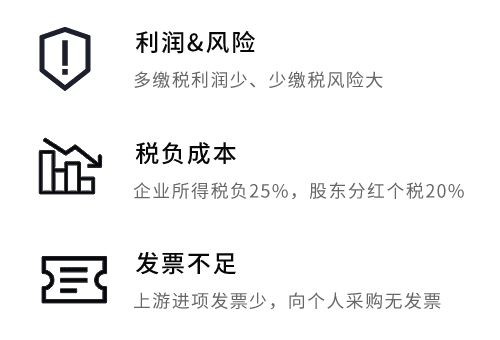 利润&风险
多缴税利润少、少缴税风险大
税负成本
企业所得税负25%，股东分红个税20%
发票不足
上游进项发票少，向个人采购无发票